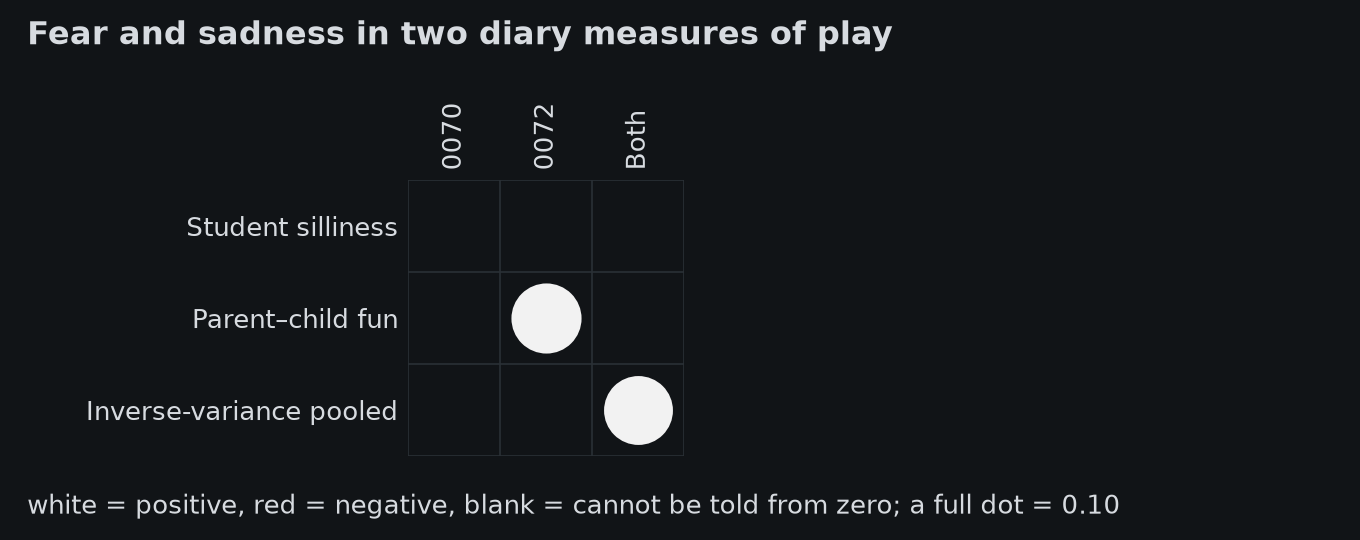 Fear and sadness in two diary measures of play
0070
0072
Both
Student silliness
Parent–child fun
Inverse-variance pooled
white = positive, red = negative, blank = cannot be told from zero; a full dot = 0.10